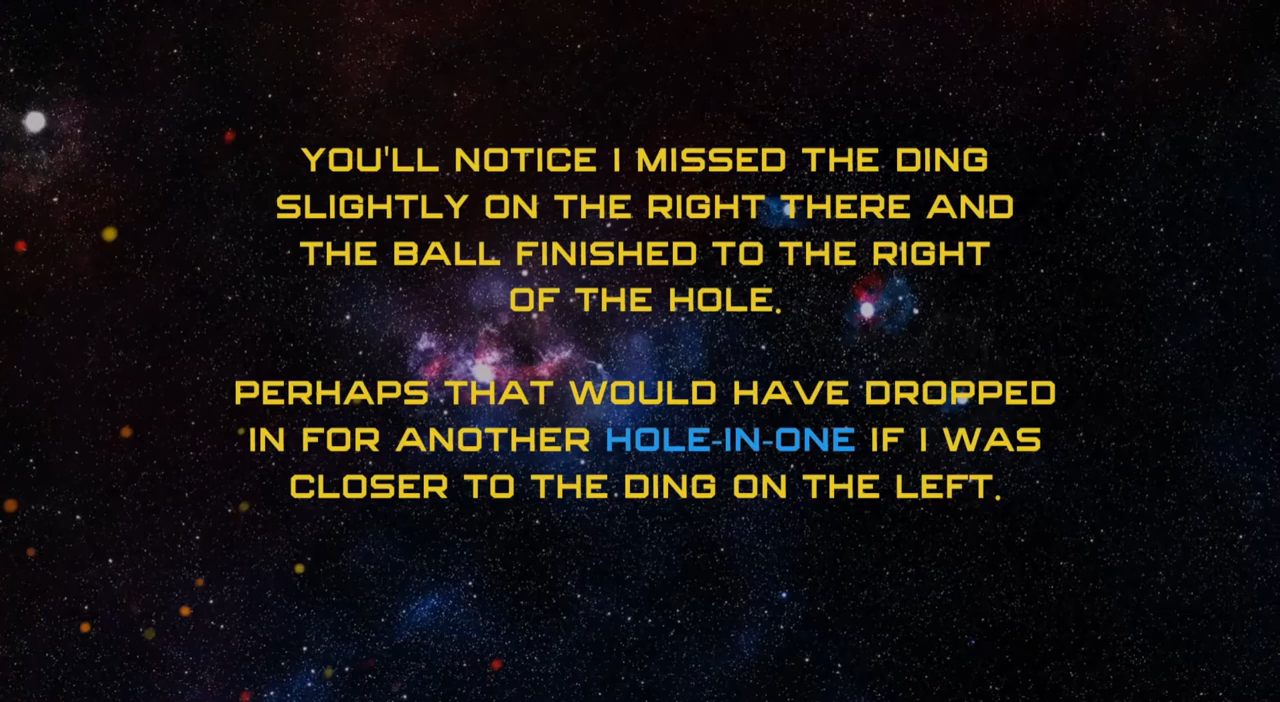 YOU'LL NOTICE I MISSED THE DING
SLIGHTLY ON THE RIGHT THERE AND
THE BALL FINISHED TO THE RIGHT
OF THE HOLE.
PERHAPS THAT WOULD HAVE DROPPED
IN FOR ANOTHER HOLE-IN-ONE IF I WAS
CLOSER TO THE DING ON THE LEFT.